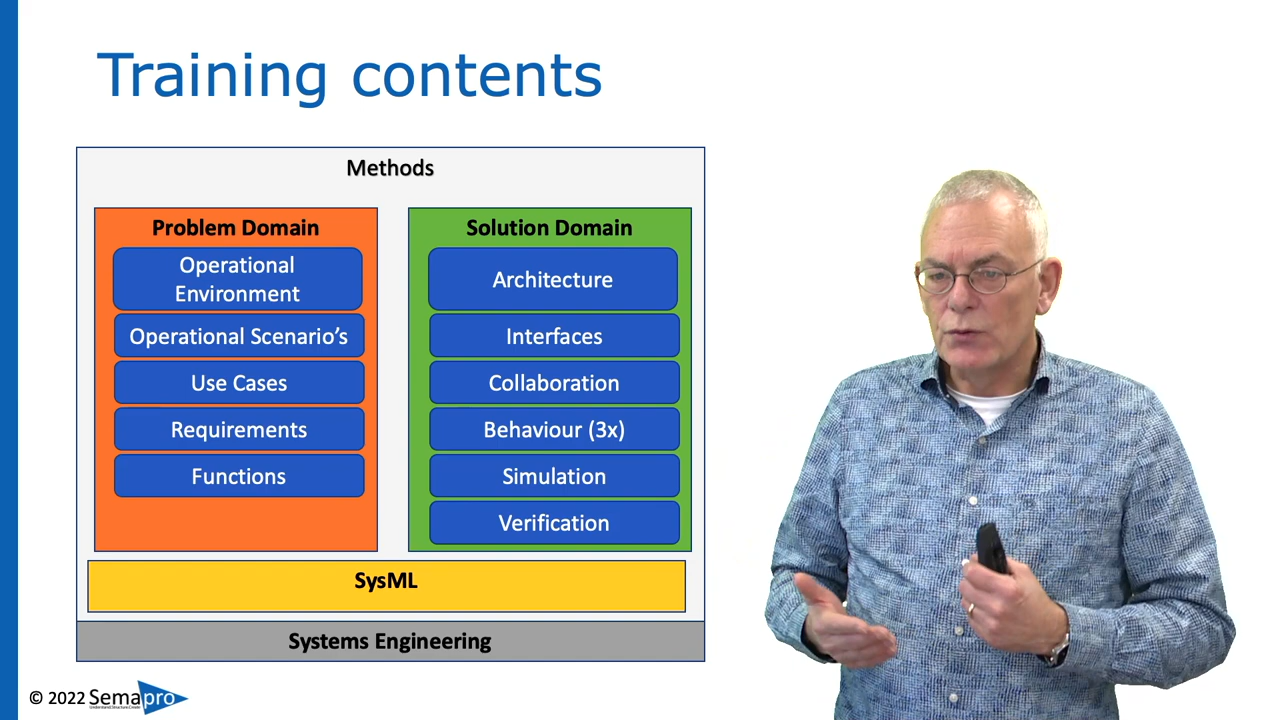 Training contents
Methods
Problem Domain
Operational
Environment
Operational Scenario's
Use Cases
Requirements
Functions
Solution Domain
Architecture
Interfaces
Collaboration
Behaviour (3x)
Simulation
Verification
SysML
Systems Engineering
© 2022 Semapro